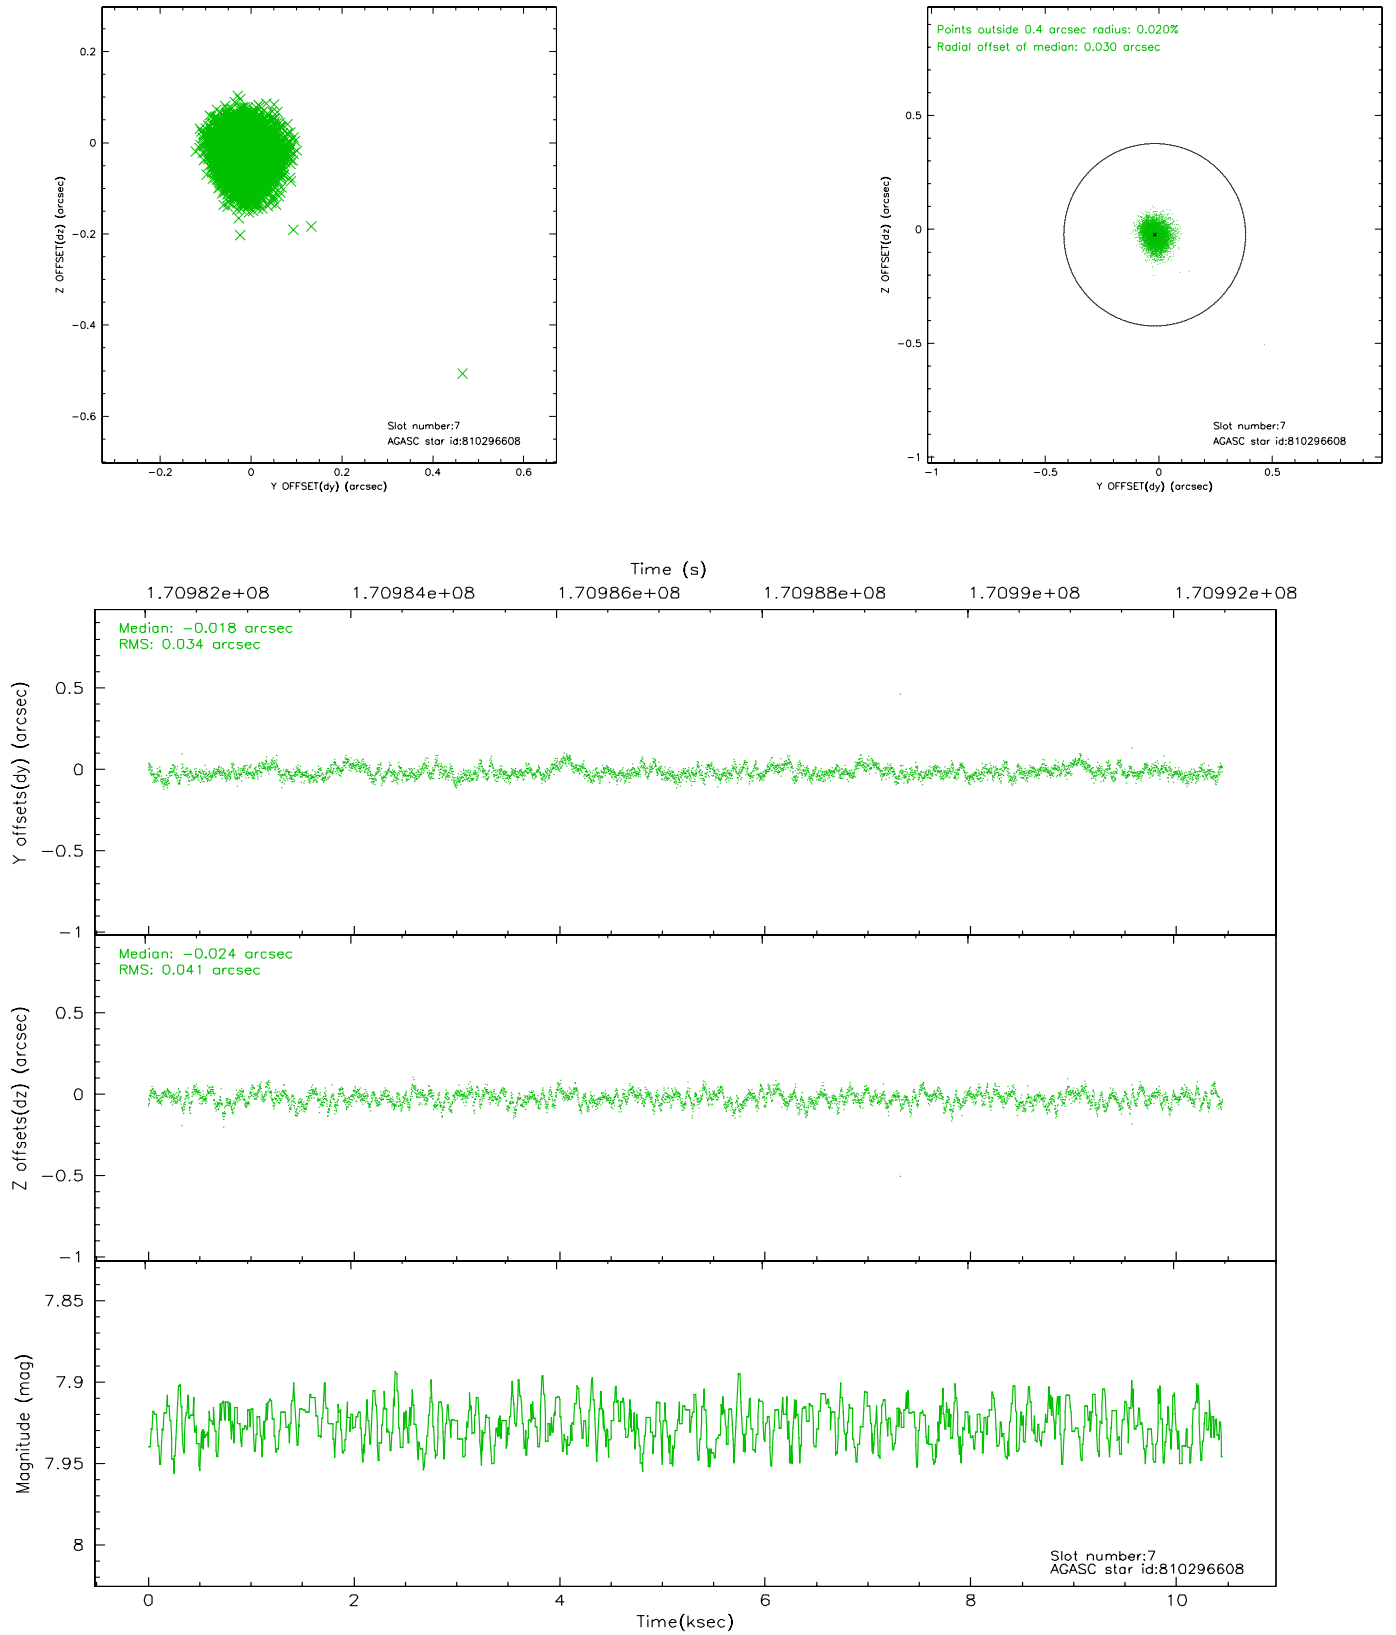 0.2
0
−0.2
−0.4
−0.6
Z OFFSET(dz) (arcsec)
Slot number:7
AGASC star id:810296608
−0.2 0 0.2 0.4 0.6
Y OFFSET(dy) (arcsec)
Points outside 0.4 arcsec radius: 0.020%
Radial offset of median: 0.030 arcsec
0.5
0
−0.5
−1
Z OFFSET(dz) (arcsec)
Slot number:7
AGASC star id:810296608
−1 −0.5 0 0.5
Y OFFSET(dy) (arcsec)
Time (s)
1.70982e+08 1.70984e+08 1.70986e+08 1.70988e+08 1.7099e+08 1.70992e+08
Median: −0.018 arcsec
RMS: 0.034 arcsec
0.5
0
−0.5
−1
Y offsets(dy) (arcsec)
Median: −0.024 arcsec
RMS: 0.041 arcsec
0.5
0
−0.5
−1
Z offsets(dz) (arcsec)
7.85
7.9
7.95
8
Magnitude (mag)
Slot number:7
AGASC star id:810296608
0 2 4 6 8 10
Time(ksec)